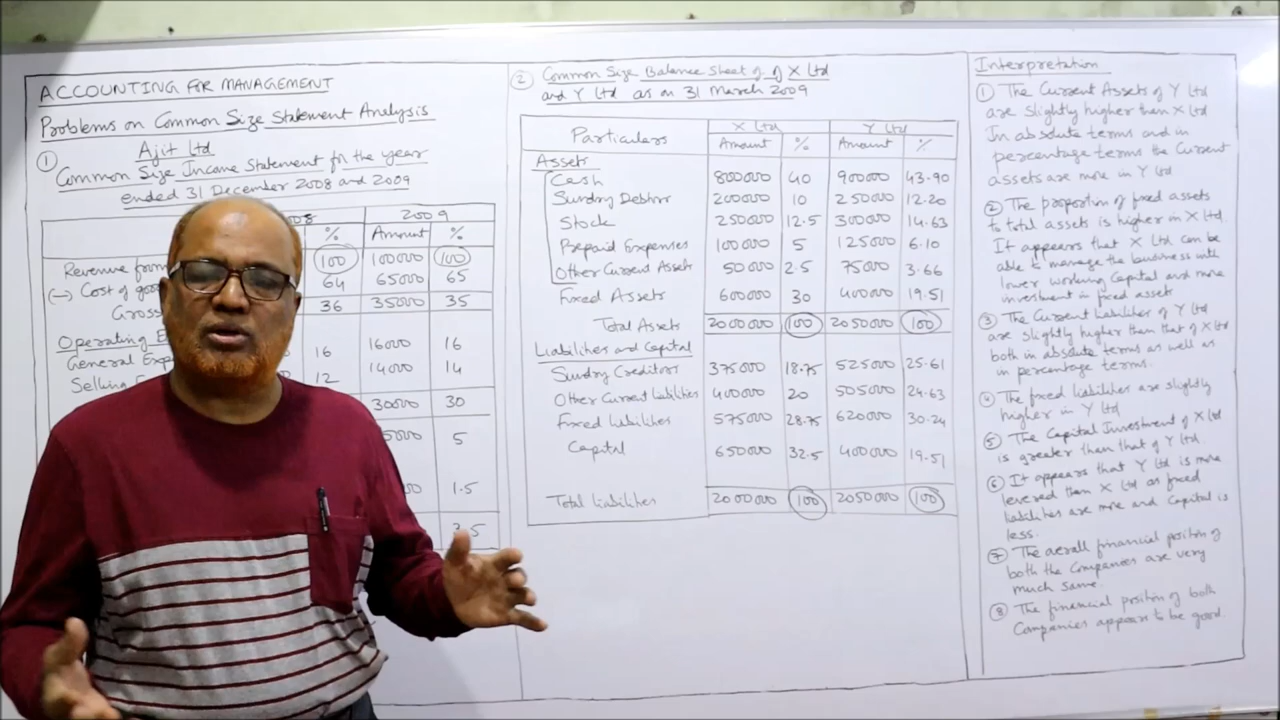 ACCOUNTING FOR MANAGEMENT
Problems on Common Size Statement Analysis
① Ajit Ltd
Common Size Income Statement for the year
ended 31 December 2008 and 2009
2009
% Amount %
Revenue 100 100000 100
(-) Cost of 64 65000 65
Gross 36 35000 35
Operating
General 16 16000 16
Selling 12 14000 14
30000 30
5
1.5
② Common Size Balance Sheet of of X Ltd
and Y Ltd as on 31 March 2009
Particulars X Ltd Y Ltd
Amount % Amount %
Assets
Cash 800000 40 900000 43.90
Sundry Debtors 200000 10 250000 12.20
Stock 250000 12.5 300000 14.63
Prepaid Expenses 100000 5 125000 6.10
Other Current Assets 50000 2.5 75000 3.66
Fixed Assets 600000 30 400000 19.51
Total Assets 2000000 100 2050000 100
Liabilities and Capital
Sundry Creditors 375000 18.75 525000 25.61
Other Current Liabilities 400000 20 505000 24.63
Fixed Liabilities 575000 28.75 620000 30.24
Capital 650000 32.5 400000 19.51
Total Liabilities 2000000 100 2050000 100
Interpretation
① The Current Assets of Y Ltd
are Slightly higher than X Ltd
In absolute terms and in
percentage terms the Current
assets are more in Y Ltd
② The proportion of fixed assets
to total assets is higher in X Ltd
It appears that X Ltd can be
able to manage the business with
lower working Capital and more
investment in fixed assets
③ The Current Liabilities of Y Ltd
are slightly higher than that of X Ltd
both in absolute terms as well as
in percentage terms.
④ The fixed liabilities are slightly
higher in Y Ltd
⑤ The Capital Investment of X Ltd
is greater than that of Y Ltd.
⑥ It appears that Y Ltd is more
levered than X Ltd as fixed
liabilities are more and Capital is
less.
⑦ The overall financial position of
both the Companies are very
much same.
⑧ The financial position of both
Companies appears to be good.